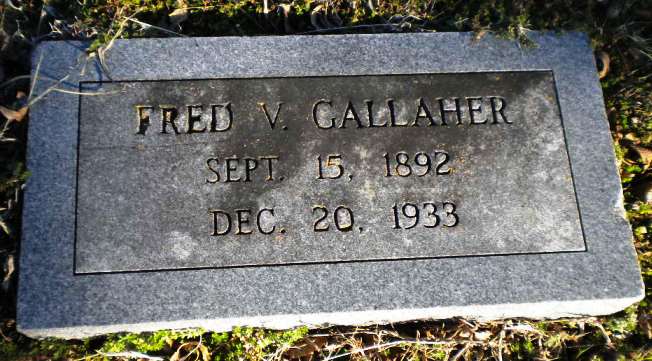 FRED V. GALLAHER
SEPT. 15, 1892
DEC. 20, 1933